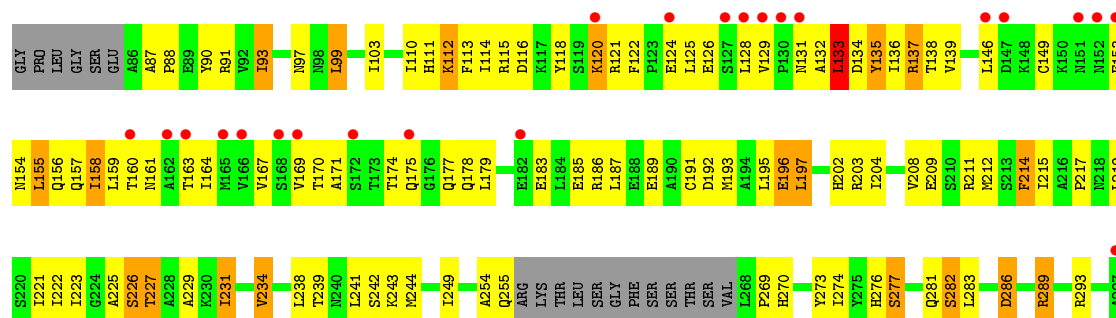 GLY PRO LEU GLY SER GLU A86 A87 P88 E89 Y90 R91 V92 I93 N97 N98 L99 I103 I110 H111 K112 F113 I114 R115 D116 K117 Y118 S119 K120 R121 F122 P123 E124 L125 E126 S127 L128 V129 P130 N131 A132 L133 D134 Y135 I136 R137 T138 V139 L146 D147 K148 C149 K150 N151 N152
N154 L155 Q156 Q157 I158 L159 T160 N161 A162 T163 I164 M165 V166 V167 S168 V169 T170 A171 S172 T173 T174 Q175 G176 Q177 Q178 L179 E182 E183 L184 E185 R186 L187 E188 E189 A190 C191 D192 M193 A194 L195 E196 L197 H202 R203 I204 V208 E209 S210 R211 M212 S213 F214 I215 A216 P217 N218
S220 I221 I222 I223 G224 A225 S226 T227 A228 A229 K230 I231 V234 L238 T239 N240 L241 S242 K243 M244 I249 A254 Q255 ARG LYS THR LEU SER GLY PHE SER SER THR SER VAL L268 P269 H270 Y273 I274 Y275 H276 S277 Q281 S282 L283 D286 R289 R293